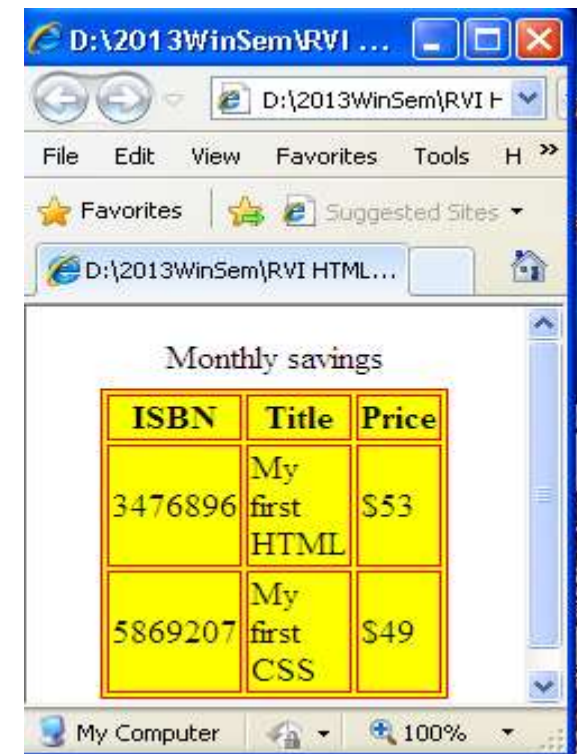 D:\2013WinSem\RVI ...
D:\2013WinSem\RVI H
File Edit View Favorites Tools H »
Favorites Suggested Sites
D:\2013WinSem\RVI HTML...
Monthly savings
ISBN Title Price
3476896 My first HTML $53
5869207 My first CSS $49
My Computer 100%